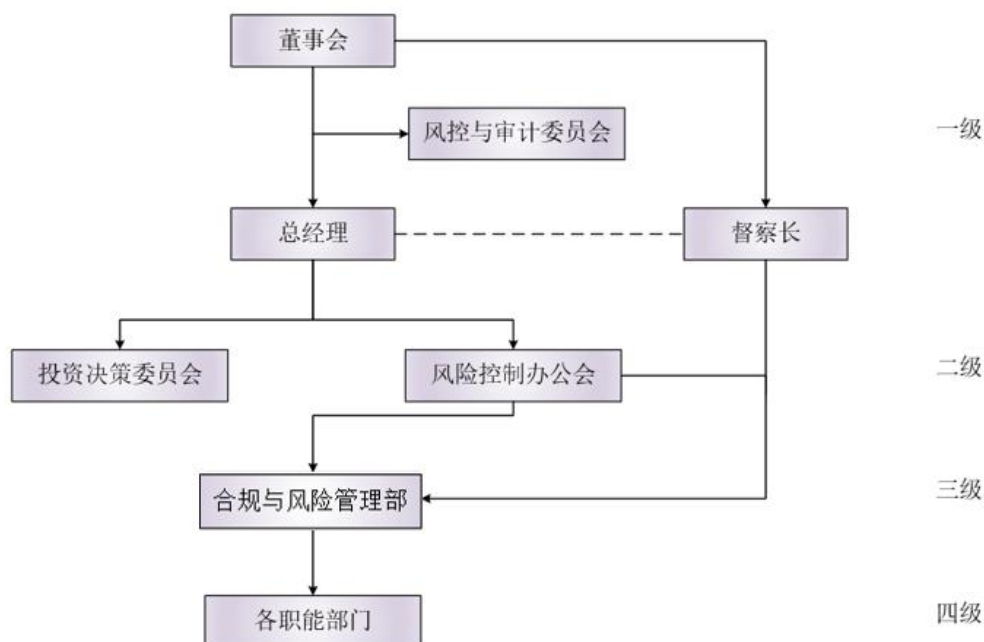 董事会
风控与审计委员会
一级
总经理
督察长
投资决策委员会
风险控制办公会
二级
合规与风险管理部
三级
各职能部门
四级